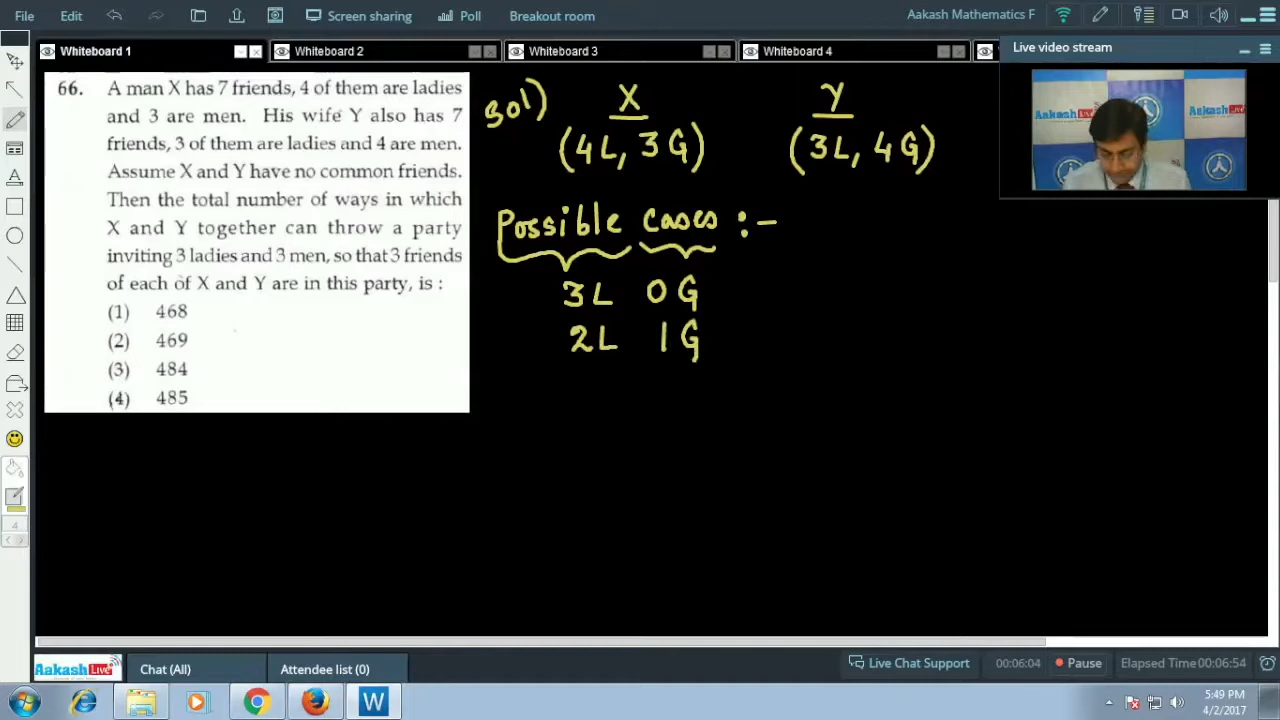 File Edit Screen sharing Poll Breakout room Aakash Mathematics F
Whiteboard 1 Whiteboard 2 Whiteboard 3 Whiteboard 4
Live video stream
66. A man X has 7 friends, 4 of them are ladies
and 3 are men. His wife Y also has 7
friends, 3 of them are ladies and 4 are men.
Assume X and Y have no common friends.
Then the total number of ways in which
X and Y together can throw a party
inviting 3 ladies and 3 men, so that 3 friends
of each of X and Y are in this party, is :
(1) 468
(2) 469
(3) 484
(4) 485
Sol) X Y
(4L, 3G) (3L, 4G)
Possible cases :-
3L 0G
2L 1G
4
Aakash Live Chat (All) Attendee list (0) Live Chat Support 00:06:04 Pause Elapsed Time 00:06:54
5:49 PM
4/2/2017